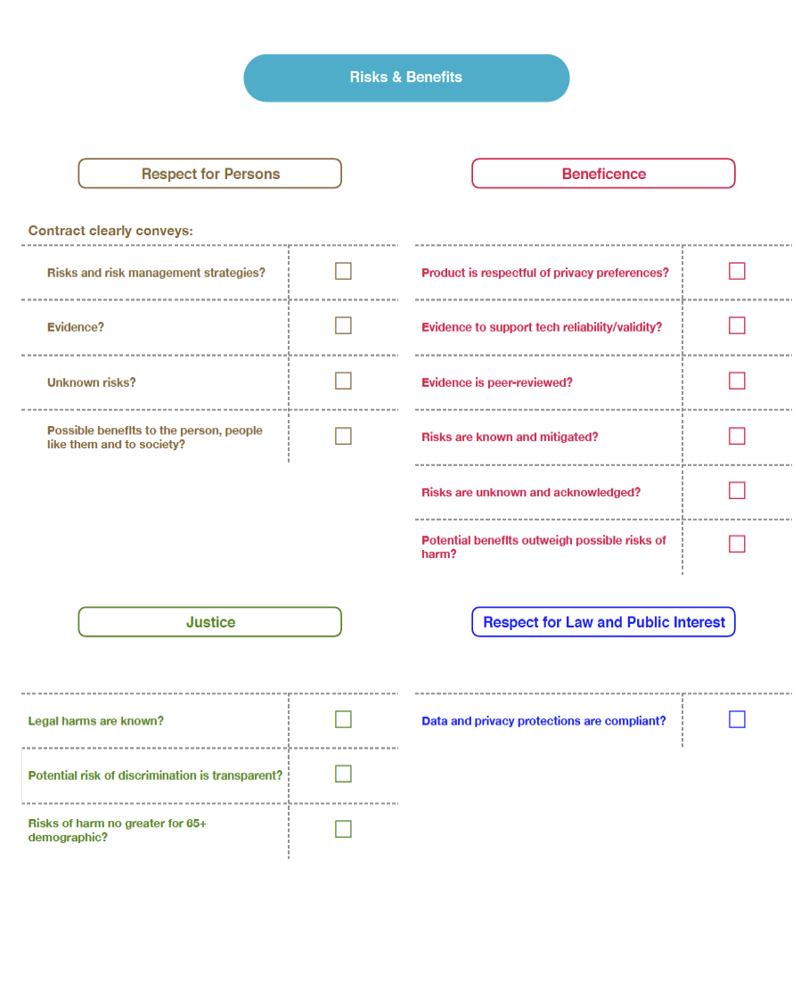 Risks & Benefits
Respect for Persons
Contract clearly conveys:
Risks and risk management strategies?
Evidence?
Unknown risks?
Possible benefits to the person, people
like them and to society?
Beneficence
Product is respectful of privacy preferences?
Evidence to support tech reliability/validity?
Evidence is peer-reviewed?
Risks are known and mitigated?
Risks are unknown and acknowledged?
Potential benefits outweigh possible risks of
harm?
Justice
Legal harms are known?
Potential risk of discrimination is transparent?
Risks of harm no greater for 65+
demographic?
Respect for Law and Public Interest
Data and privacy protections are compliant?